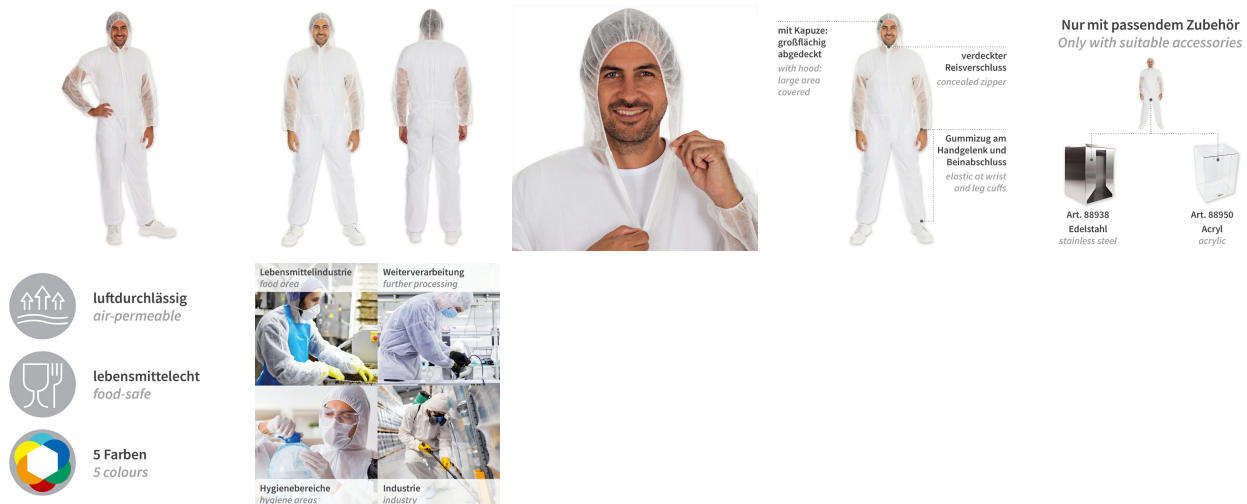 mit Kapuze:
großflächig
abgedeckt
with hood:
large area
covered
verdeckter
Reisverschluss
concealed zipper
Gummizug am
Handgelenk und
Beinabschluss
elastic at wrist
and leg cuffs
Nur mit passendem Zubehör
Only with suitable accessories
Art. 88938
Edelstahl
stainless steel
Art. 88950
Acryl
acrylic
luftdurchlässig
air-permeable
lebensmittelecht
food-safe
5 Farben
5 colours
Lebensmittelindustrie
food area
Weiterverarbeitung
further processing
Hygienebereiche
hygiene areas
Industrie
industry